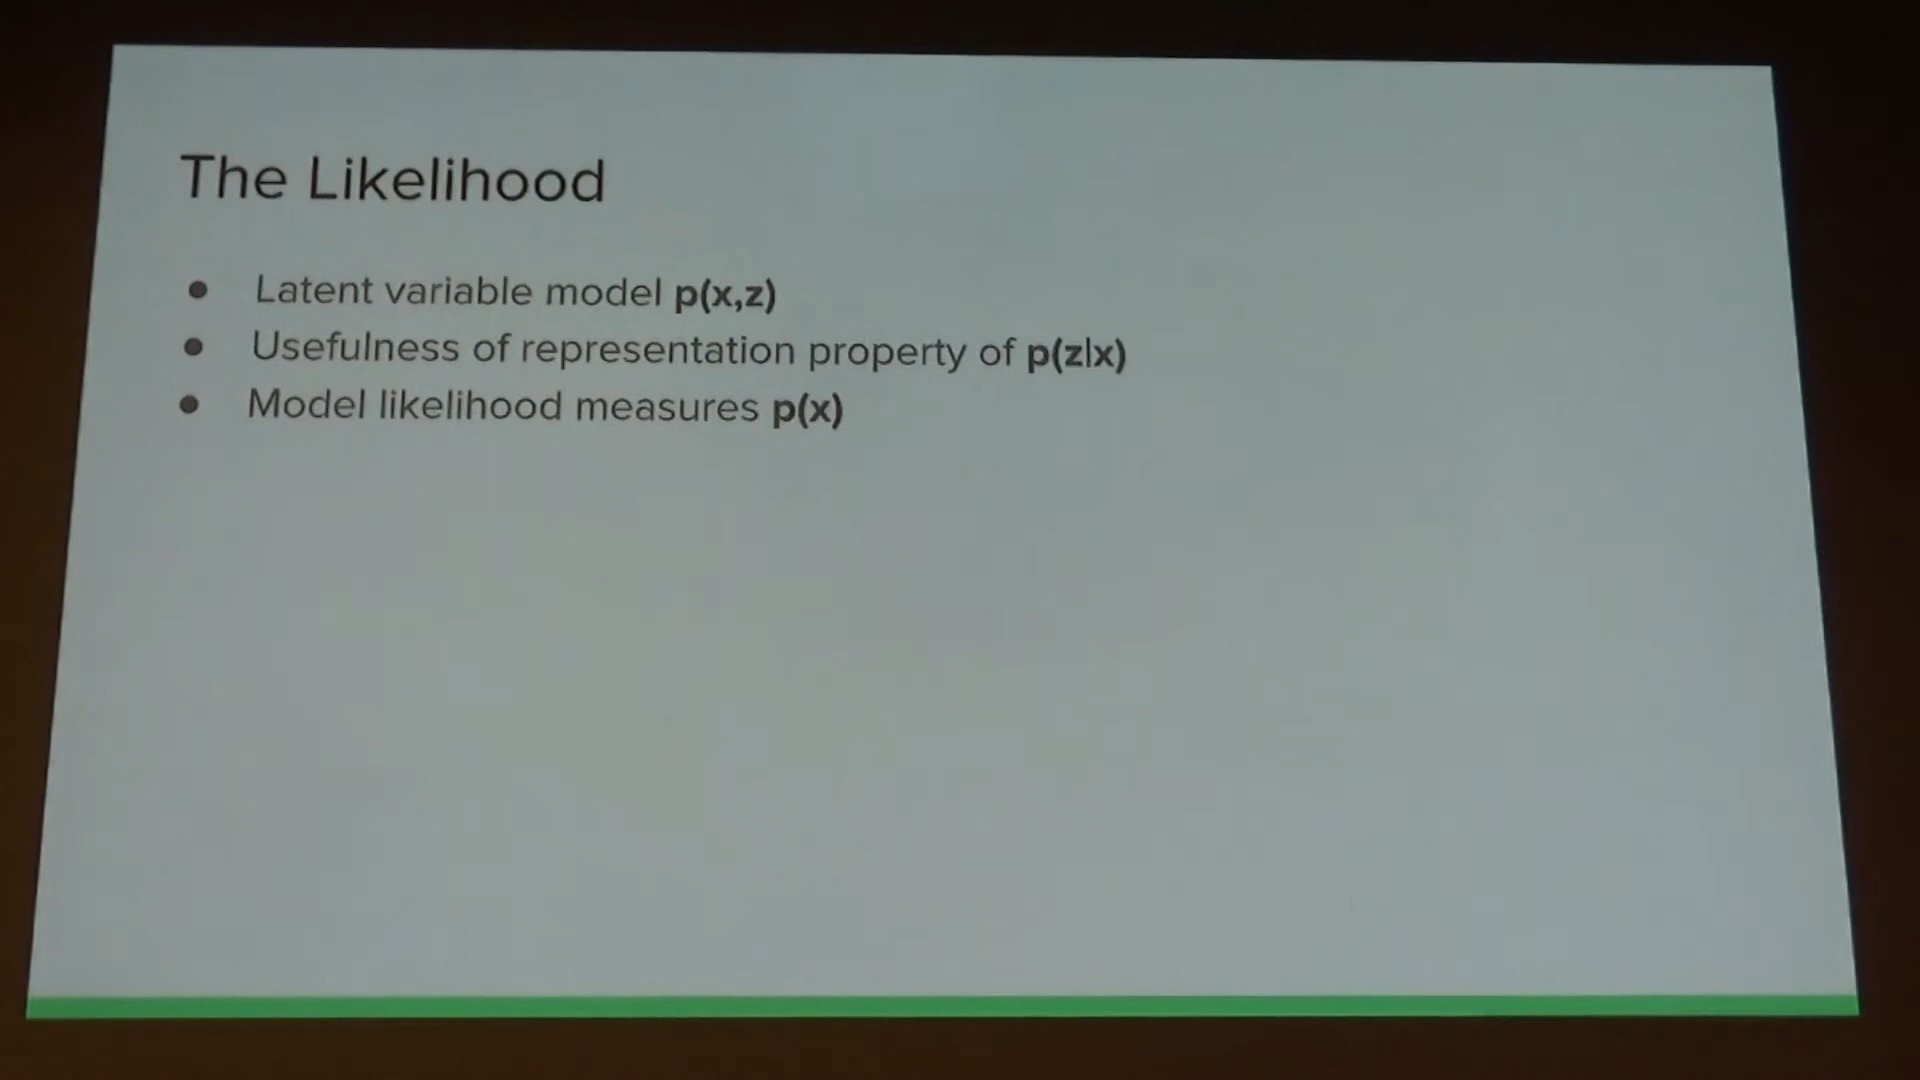 The Likelihood
● Latent variable model p(x,z)
● Usefulness of representation property of p(z|x)
● Model likelihood measures p(x)